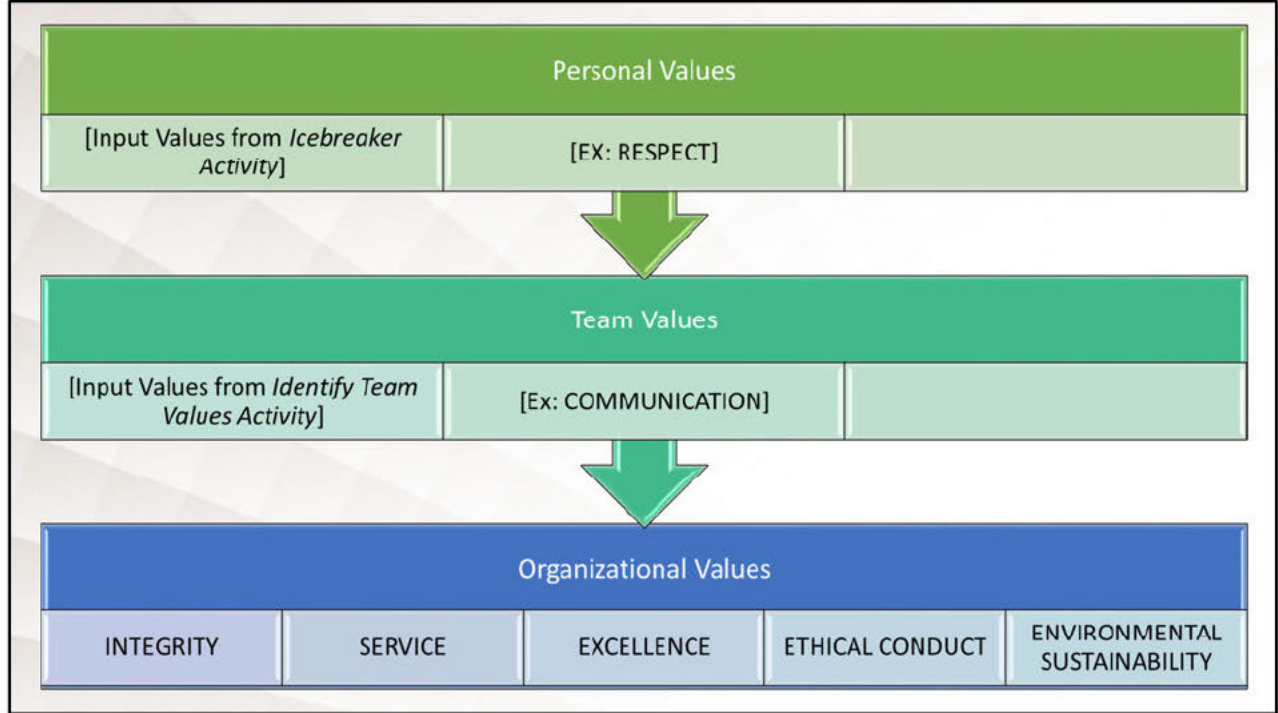 Personal Values
[Input Values from Icebreaker
Activity]
[EX: RESPECT]
Team Values
[Input Values from Identify Team
Values Activity]
[Ex: COMMUNICATION]
Organizational Values
INTEGRITY
SERVICE
EXCELLENCE
ETHICAL CONDUCT
ENVIRONMENTAL
SUSTAINABILITY